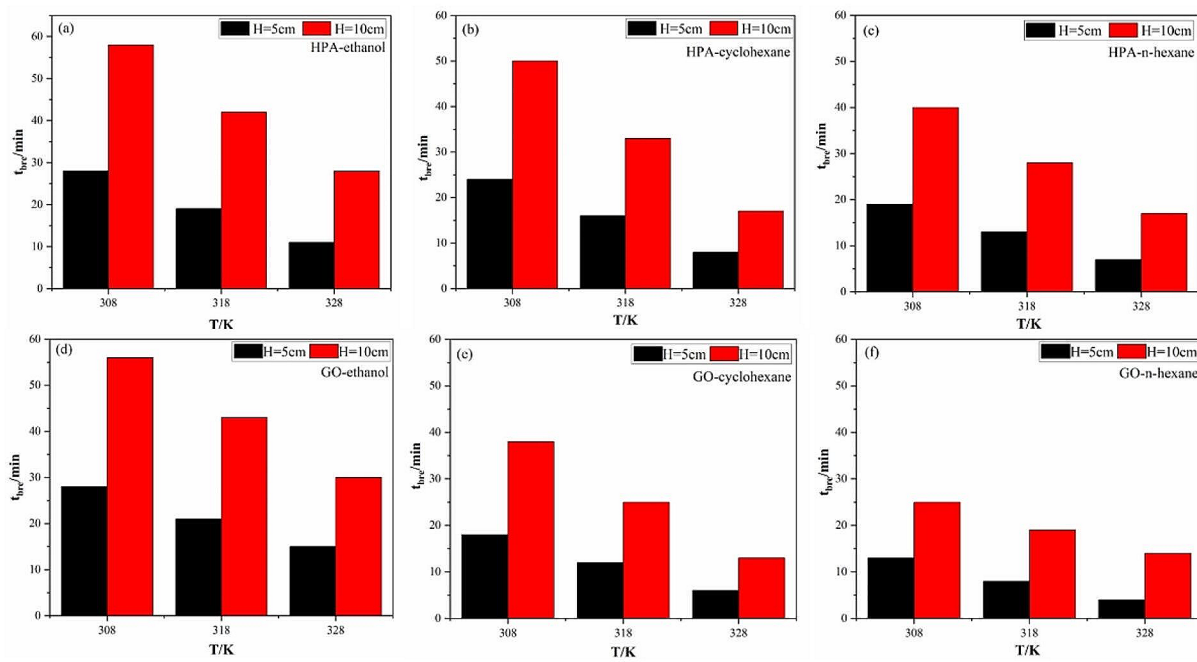 (a)
H=5cm H=10cm
HPA-ethanol
60
50
40
30
20
10
0
t_bre/min
308 318 328
T/K
(b)
H=5cm H=10cm
HPA-cyclohexane
50
40
30
20
10
0
t_bre/min
308 318 328
T/K
(c)
H=5cm H=10cm
HPA-n-hexane
50
40
30
20
10
0
t_bre/min
308 318 328
T/K
(d)
H=5cm H=10cm
GO-ethanol
60
50
40
30
20
10
0
t_bre/min
308 318 328
T/K
(e)
H=5cm H=10cm
GO-cyclohexane
60
50
40
30
20
10
0
t_bre/min
308 318 328
T/K
(f)
H=5cm H=10cm
GO-n-hexane
60
50
40
30
20
10
0
t_bre/min
308 318 328
T/K